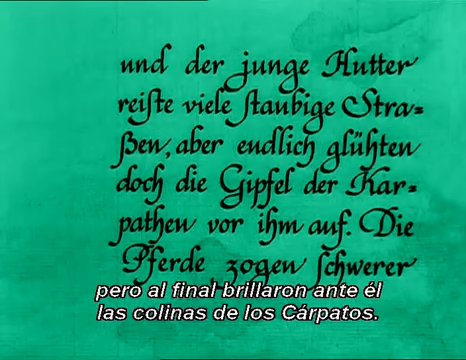 und der junge Hutter
reiſte viele ſtaubige Stra=
ßen, aber endlich glühten
doch die Gipfel der Kar=
pathen vor ihm auf. Die
Pferde zogen ſchwerer
pero al final brillaron ante él
las colinas de los Cárpatos.